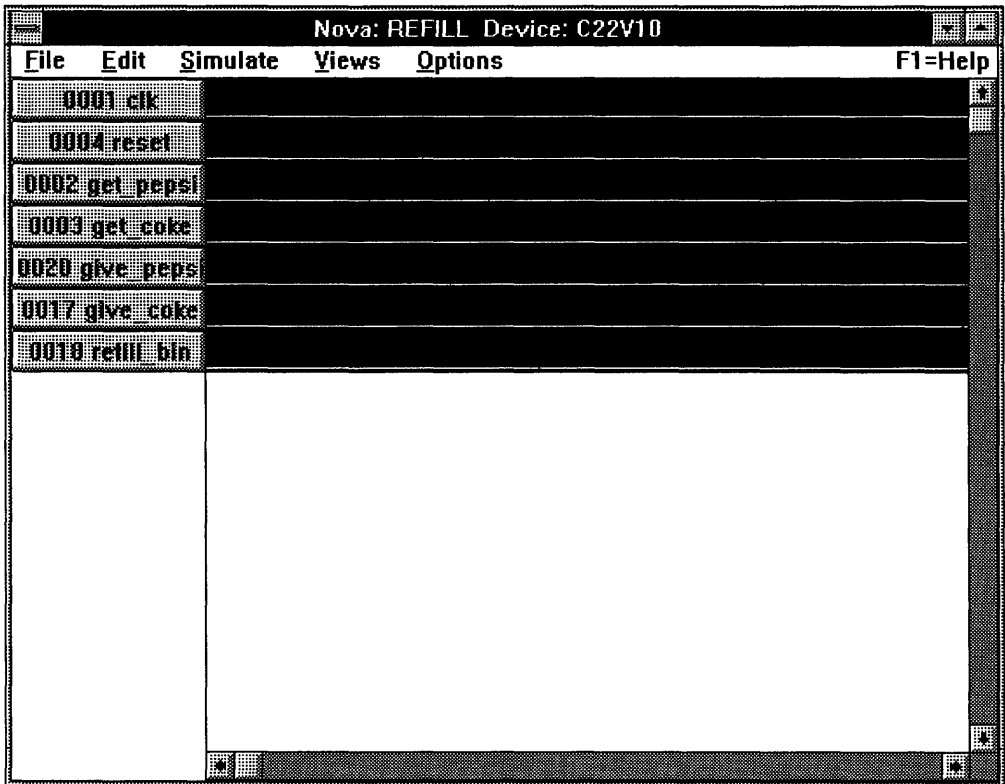 Nova: REFILL Device: C22V10
File Edit Simulate Views Options F1=Help
0001 clk
0004 reset
0002 get_pepsi
0003 get_coke
0020 give_pepsi
0017 give_coke
0018 refill_bin